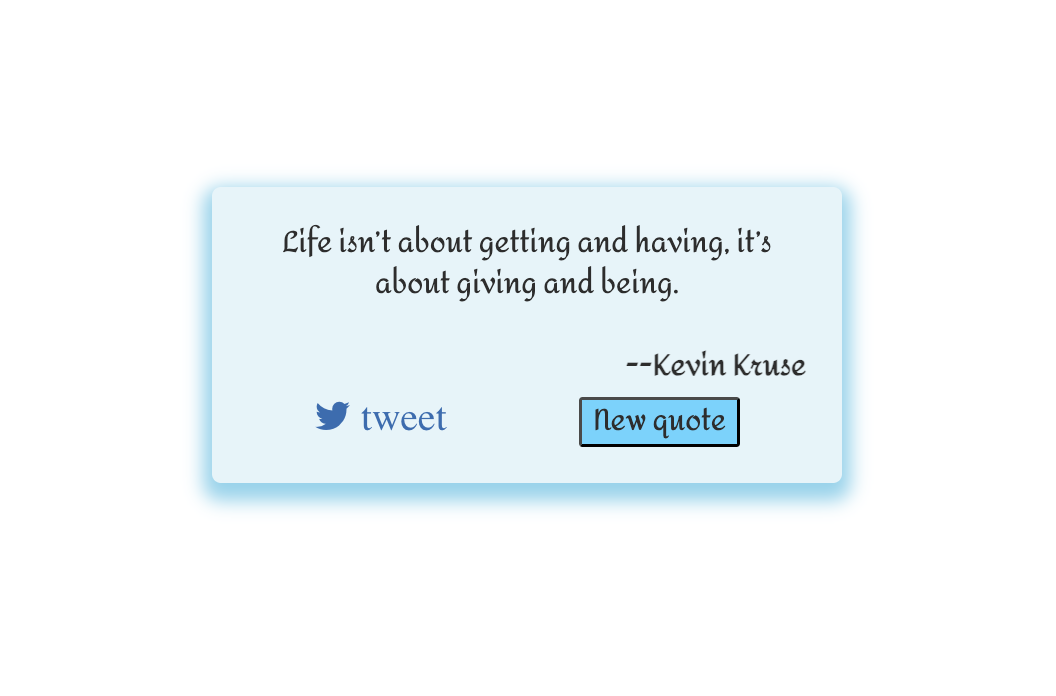 Life isn't about getting and having, it's
about giving and being.
--Kevin Kruse
tweet
New quote